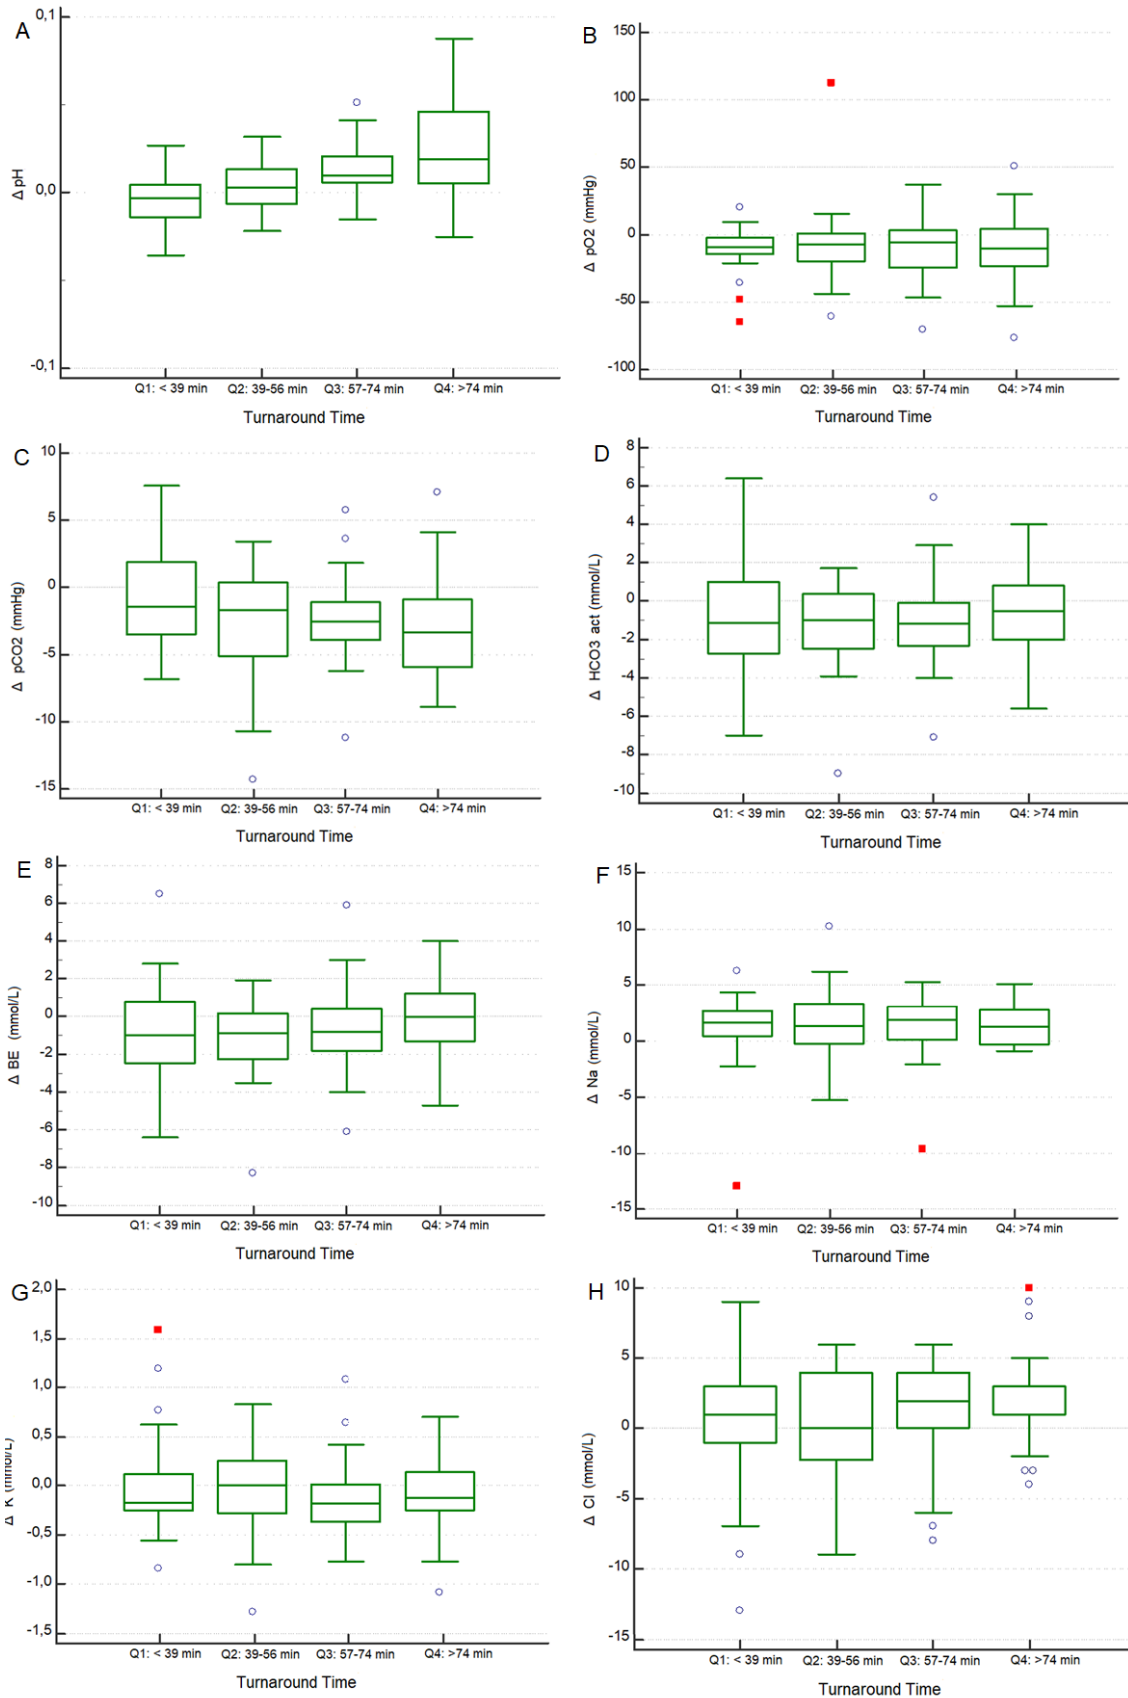 A
0,1
0,0
-0,1
Δ pH
Q1: < 39 min Q2: 39-56 min Q3: 57-74 min Q4: >74 min
Turnaround Time
B
150
100
50
0
-50
-100
Δ pO2 (mmHg)
Q1: < 39 min Q2: 39-56 min Q3: 57-74 min Q4: >74 min
Turnaround Time
C
10
5
0
-5
-10
-15
Δ pCO2 (mmHg)
Q1: < 39 min Q2: 39-56 min Q3: 57-74 min Q4: >74 min
Turnaround Time
D
8
6
4
2
0
-2
-4
-6
-8
-10
Δ HCO3 act (mmol/L)
Q1: < 39 min Q2: 39-56 min Q3: 57-74 min Q4: >74 min
Turnaround Time
E
8
6
4
2
0
-2
-4
-6
-8
-10
Δ BE (mmol/L)
Q1: < 39 min Q2: 39-56 min Q3: 57-74 min Q4: >74 min
Turnaround Time
F
15
10
5
0
-5
-10
-15
Δ Na (mmol/L)
Q1: < 39 min Q2: 39-56 min Q3: 57-74 min Q4: >74 min
Turnaround Time
G
2,0
1,5
1,0
0,5
0,0
-0,5
-1,0
-1,5
Δ K (mmol/L)
Q1: < 39 min Q2: 39-56 min Q3: 57-74 min Q4: >74 min
Turnaround Time
H
10
5
0
-5
-10
-15
Δ Cl (mmol/L)
Q1: < 39 min Q2: 39-56 min Q3: 57-74 min Q4: >74 min
Turnaround Time